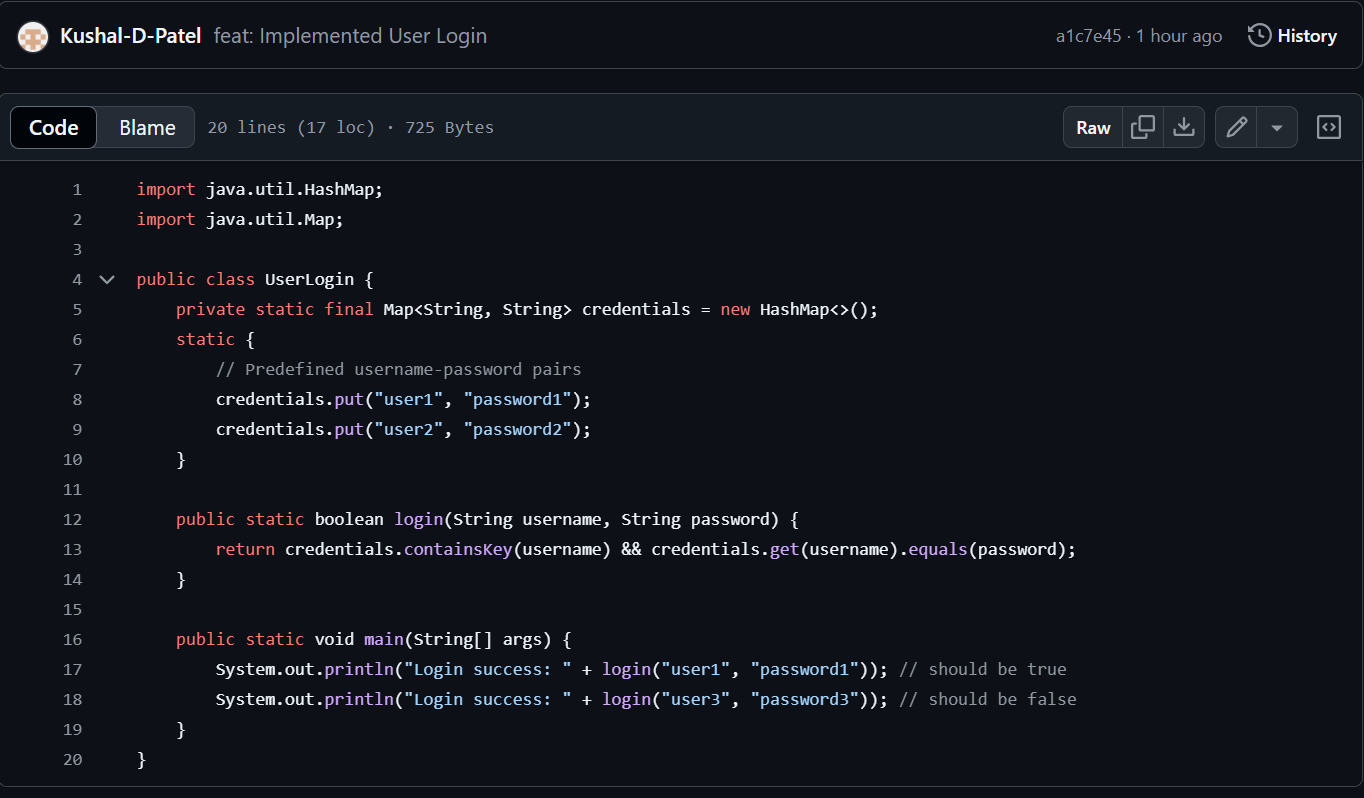 Kushal-D-Patel feat: Implemented User Login a1c7e45 · 1 hour ago History
Code Blame 20 lines (17 loc) · 725 Bytes Raw
1 import java.util.HashMap;
2 import java.util.Map;
3
4 public class UserLogin {
5     private static final Map<String, String> credentials = new HashMap<>();
6     static {
7         // Predefined username-password pairs
8         credentials.put("user1", "password1");
9         credentials.put("user2", "password2");
10     }
11
12     public static boolean login(String username, String password) {
13         return credentials.containsKey(username) && credentials.get(username).equals(password);
14     }
15
16     public static void main(String[] args) {
17         System.out.println("Login success: " + login("user1", "password1")); // should be true
18         System.out.println("Login success: " + login("user3", "password3")); // should be false
19     }
20 }